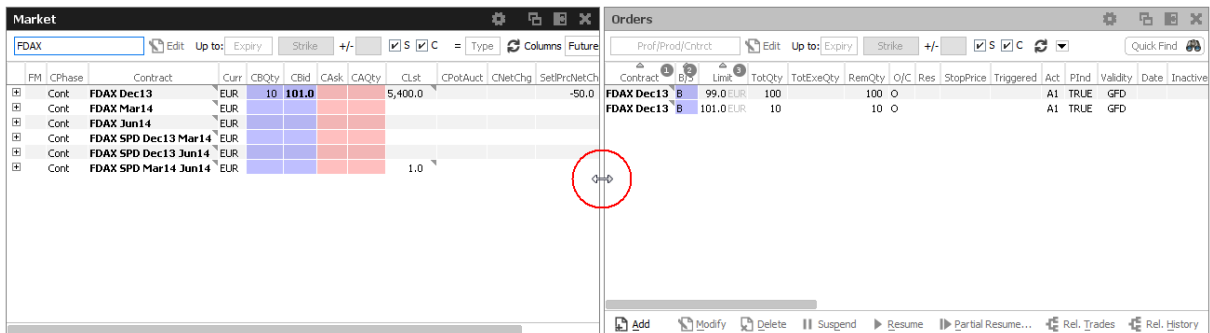 Market
FDAX Edit Up to: Expiry Strike +/- S C = Type Columns Future
FM CPhase Contract Curr CBQty CBid CAsk CAQty CLst CPotAuct CNetChg SetlPrcNetCh
Cont FDAX Dec13 EUR 10 101.0 5,400.0 -50.0
Cont FDAX Mar14 EUR
Cont FDAX Jun14 EUR
Cont FDAX SPD Dec13 Mar14 EUR
Cont FDAX SPD Dec13 Jun14 EUR
Cont FDAX SPD Mar14 Jun14 EUR 1.0
Orders
Prof/Prod/Cntrct Edit Up to: Expiry Strike +/- S C Quick Find
Contract 1 B/S 2 Limit 3 TotQty TotExeQty RemQty O/C Res StopPrice Triggered Act PInd Validity Date Inactive
FDAX Dec13 B 99.0 EUR 100 100 O A1 TRUE GFD
FDAX Dec13 B 101.0 EUR 10 10 O A1 TRUE GFD
Add Modify Delete Suspend Resume Partial Resume... Rel. Trades Rel. History